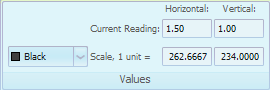 Horizontal: Vertical:
Current Reading: 1.50 1.00
Black Scale, 1 unit = 262.6667 234.0000
Values